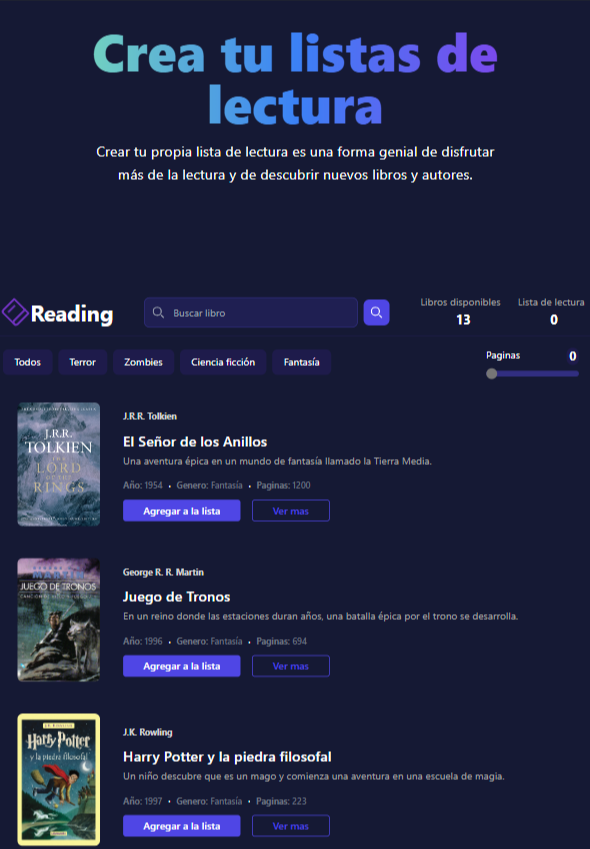 Crea tu listas de
lectura
Crear tu propia lista de lectura es una forma genial de disfrutar
más de la lectura y de descubrir nuevos libros y autores.
Reading
Buscar libro
Libros disponibles
13
Lista de lectura
0
Todos
Terror
Zombies
Ciencia ficción
Fantasía
Paginas
0
J.R.R.
TOLKIEN
THE
LORD
OF THE
RINGS
J.R.R. Tolkien
El Señor de los Anillos
Una aventura épica en un mundo de fantasía llamado la Tierra Media.
Año: 1954 • Genero: Fantasía • Paginas: 1200
Agregar a la lista
Ver mas
MARTIN
JUEGO DE TRONOS
George R. R. Martin
Juego de Tronos
En un reino donde las estaciones duran años, una batalla épica por el trono se desarrolla.
Año: 1996 • Genero: Fantasía • Paginas: 694
Agregar a la lista
Ver mas
J.K. ROWLING
Harry Potter
y la piedra filosofal
J.K. Rowling
Harry Potter y la piedra filosofal
Un niño descubre que es un mago y comienza una aventura en una escuela de magia.
Año: 1997 • Genero: Fantasía • Paginas: 223
Agregar a la lista
Ver mas